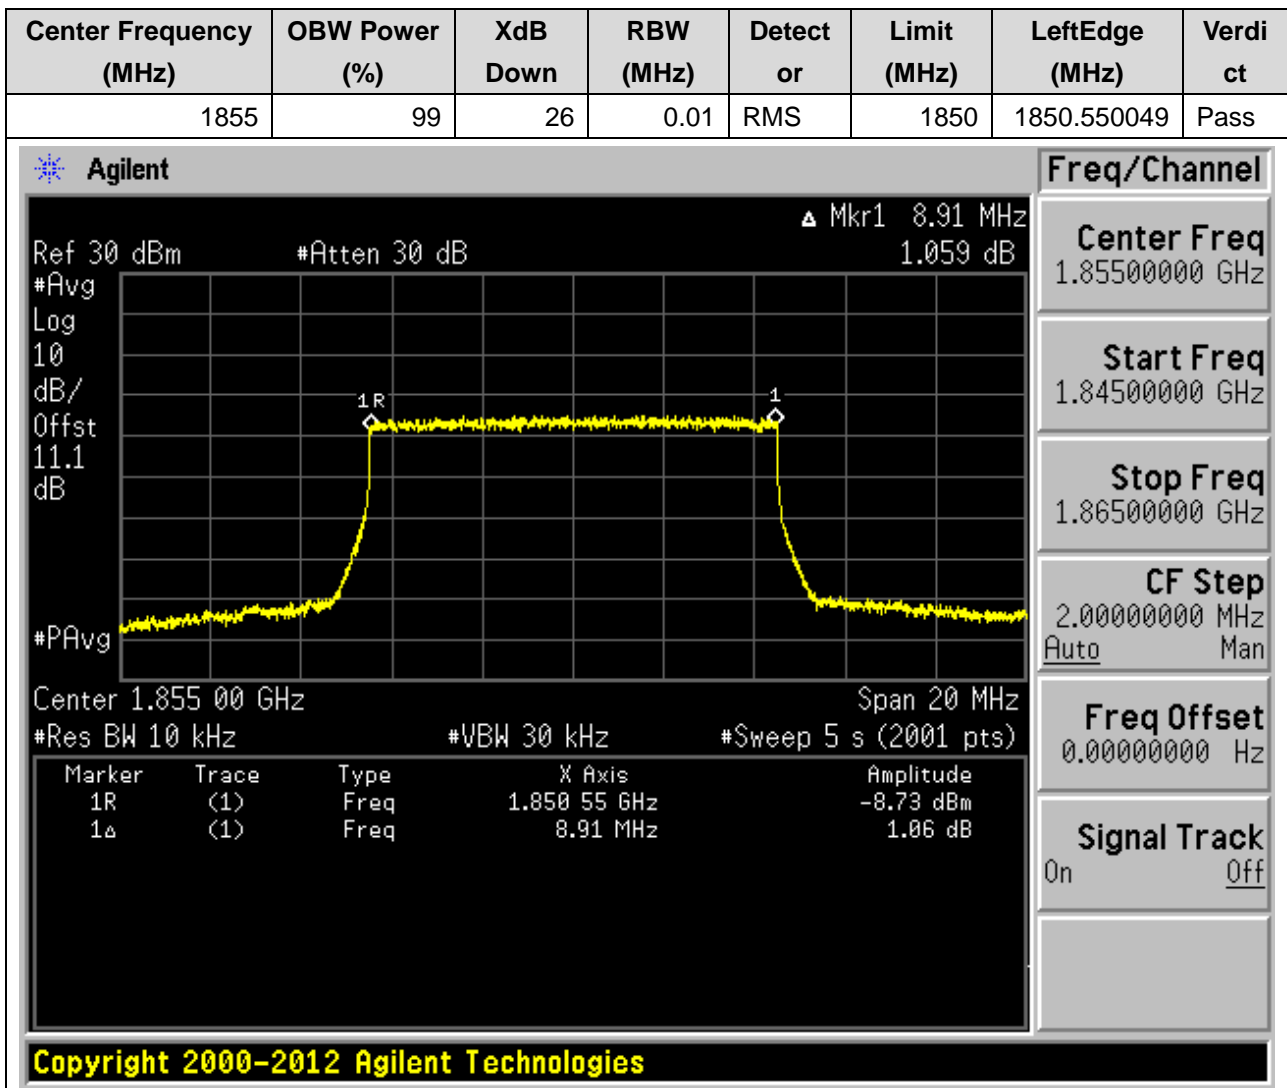 Center Frequency (MHz) OBW Power (%) XdB Down RBW (MHz) Detect or Limit (MHz) LeftEdge (MHz) Verdi ct
1855 99 26 0.01 RMS 1850 1850.550049 Pass
Agilent
Freq/Channel
Δ Mkr1 8.91 MHz
Ref 30 dBm #Atten 30 dB 1.059 dB
#Avg
Log
10
dB/
Offst
11.1
dB
#PAvg
1R
1
Center 1.855 00 GHz Span 20 MHz
#Res BW 10 kHz #VBW 30 kHz #Sweep 5 s (2001 pts)
Marker Trace Type X Axis Amplitude
1R (1) Freq 1.850 55 GHz -8.73 dBm
1Δ (1) Freq 8.91 MHz 1.06 dB
Center Freq
1.85500000 GHz
Start Freq
1.84500000 GHz
Stop Freq
1.86500000 GHz
CF Step
2.00000000 MHz
Auto Man
Freq Offset
0.00000000 Hz
Signal Track
On Off
Copyright 2000-2012 Agilent Technologies